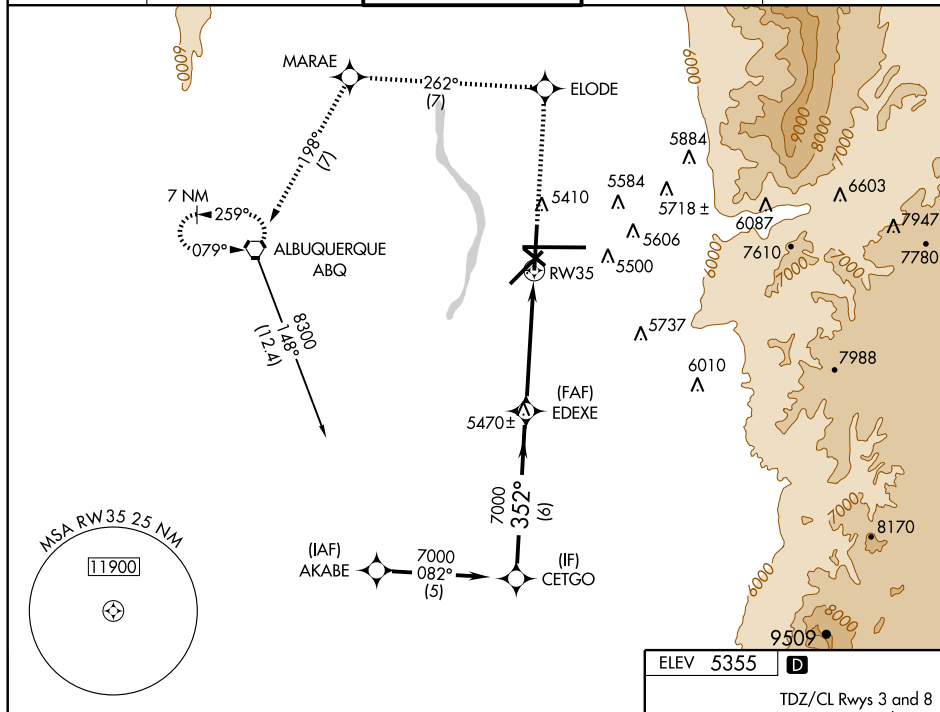 6000
MARAE
262°
(7)
ELODE
6000
9000
8000
7000
198°
(7)
5884
5584
5410
5718 ±
6603
6087
7947
7 NM
259°
079°
ALBUQUERQUE
ABQ
5606
5500
6000
7610
7000
7000
7780
RW35
8300
148°
(12.4)
5737
7988
6010
(FAF)
EDEXE
5470 ±
7000
352°
(6)
7000
8170
MSA RW35 25 NM
11900
(IAF)
AKABE
7000
082°
(5)
(IF)
CETGO
6000
8000
9509
ELEV 5355
D
TDZ/CL Rwys 3 and 8